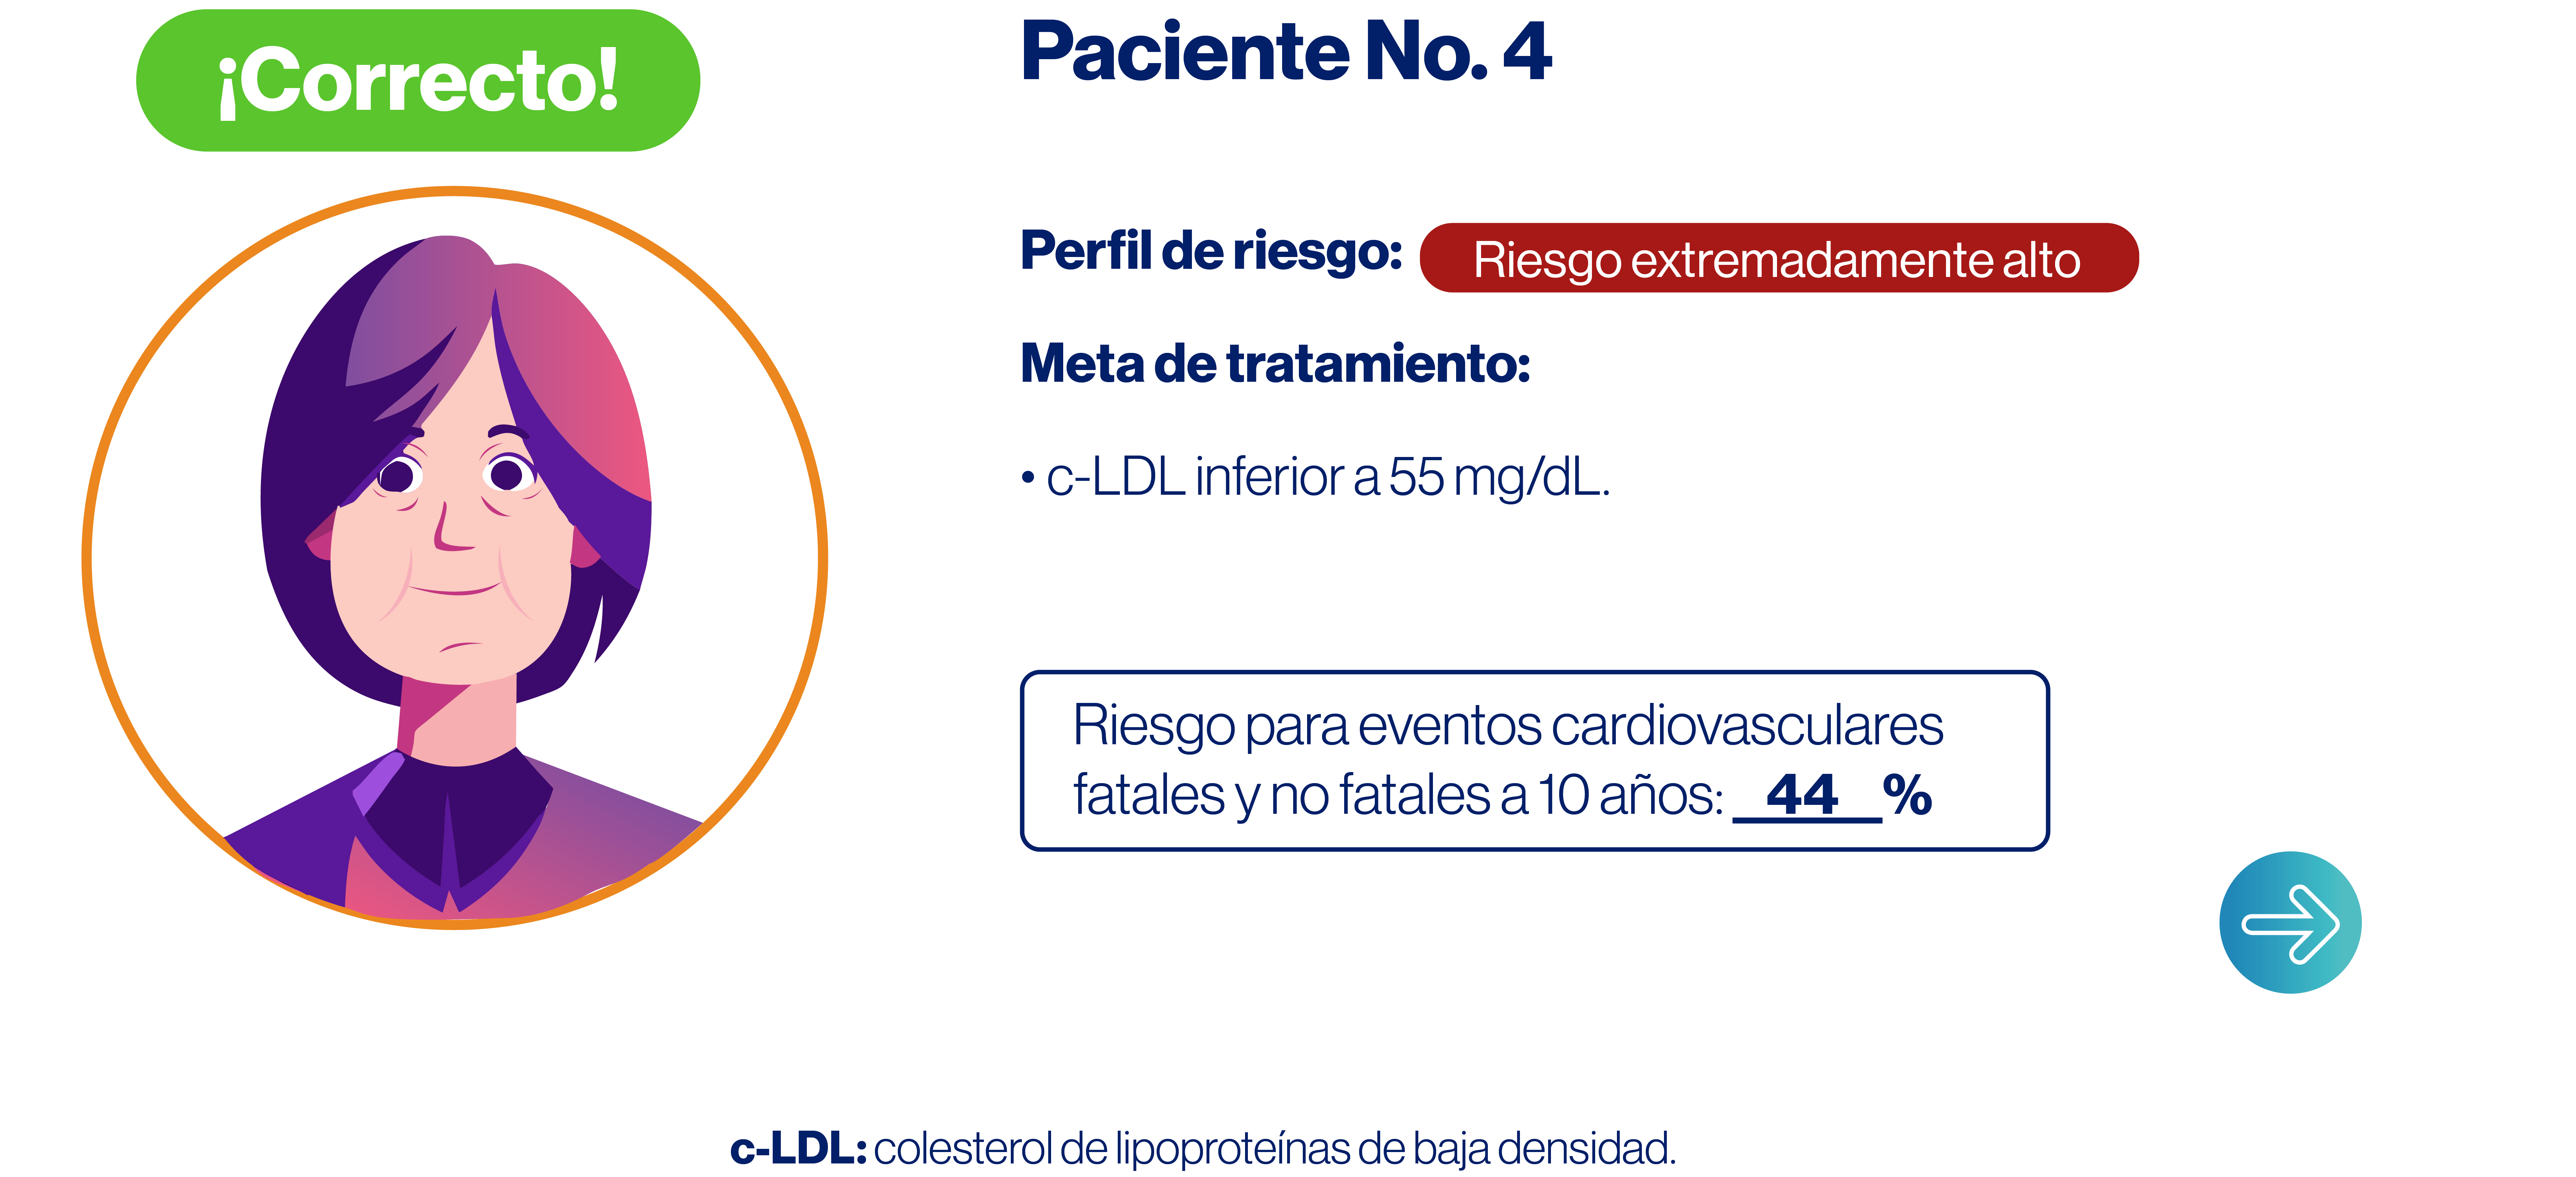 ¡Correcto!
Paciente No. 4
Perfil de riesgo: Riesgo extremadamente alto
Meta de tratamiento:
• c-LDL inferior a 55 mg/dL.
Riesgo para eventos cardiovasculares
fatales y no fatales a 10 años: 44 %
c-LDL: colesterol de lipoproteínas de baja densidad.